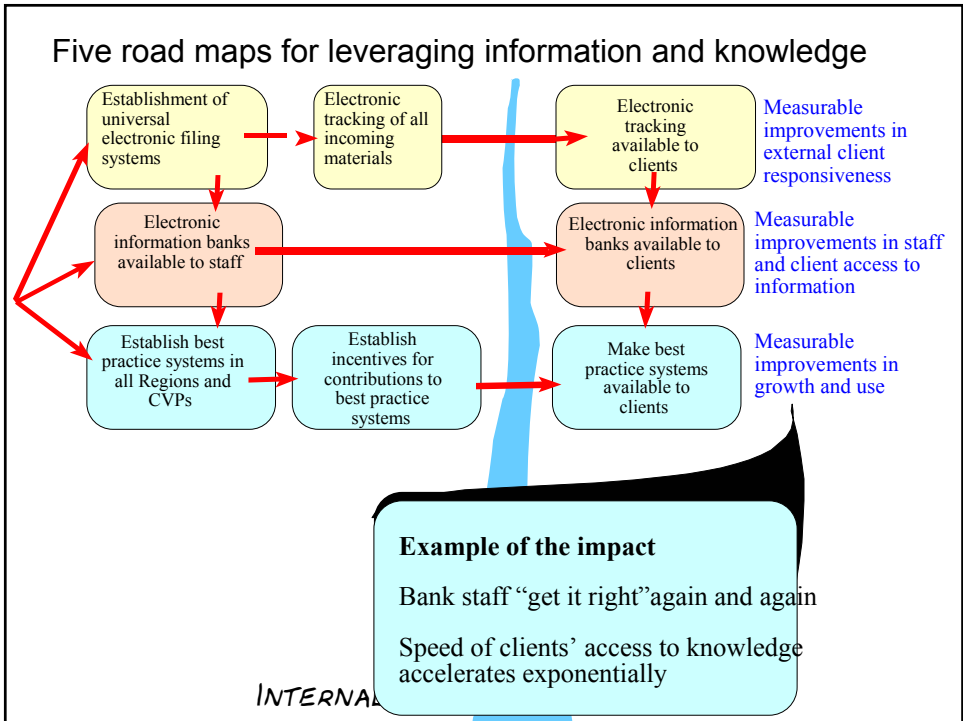 Five road maps for leveraging information and knowledge
Establishment of
universal
electronic filing
systems
Electronic
tracking of all
incoming
materials
Electronic
tracking
available to
clients
Measurable
improvements in
external client
responsiveness
Electronic
information banks
available to staff
Electronic information
banks available to
clients
Measurable
improvements in staff
and client access to
information
Establish best
practice systems in
all Regions and
CVPs
Establish
incentives for
contributions to
best practice
systems
Make best
practice systems
available to
clients
Measurable
improvements in
growth and use
Example of the impact
Bank staff “get it right”again and again
Speed of clients’ access to knowledge
accelerates exponentially
INTERNAL